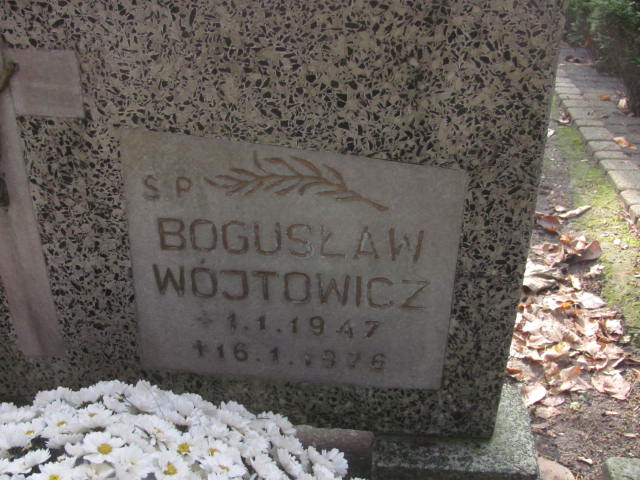 Ś P
BOGUSŁAW
WÓJTOWICZ
* 1.1.1947
† 16.1.1976